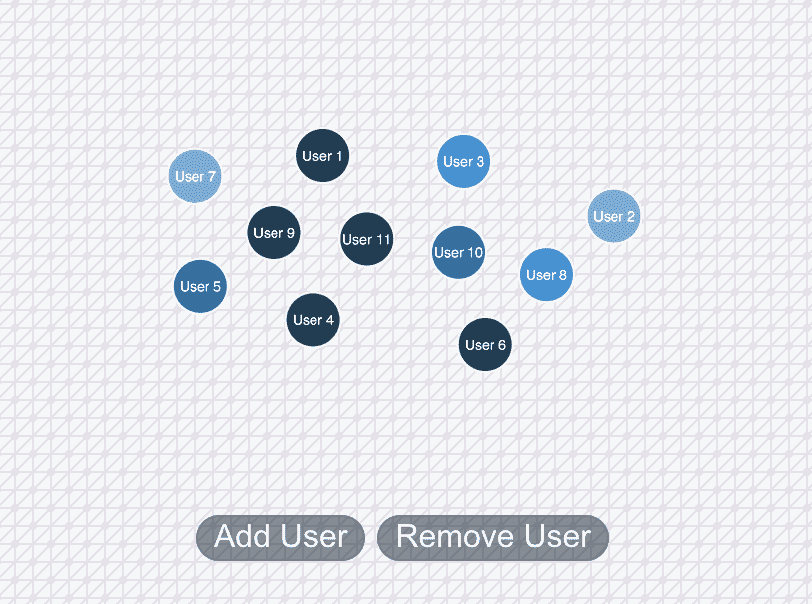 User 1
User 3
User 7
User 2
User 9
User 11
User 10
User 8
User 5
User 4
User 6
Add User
Remove User